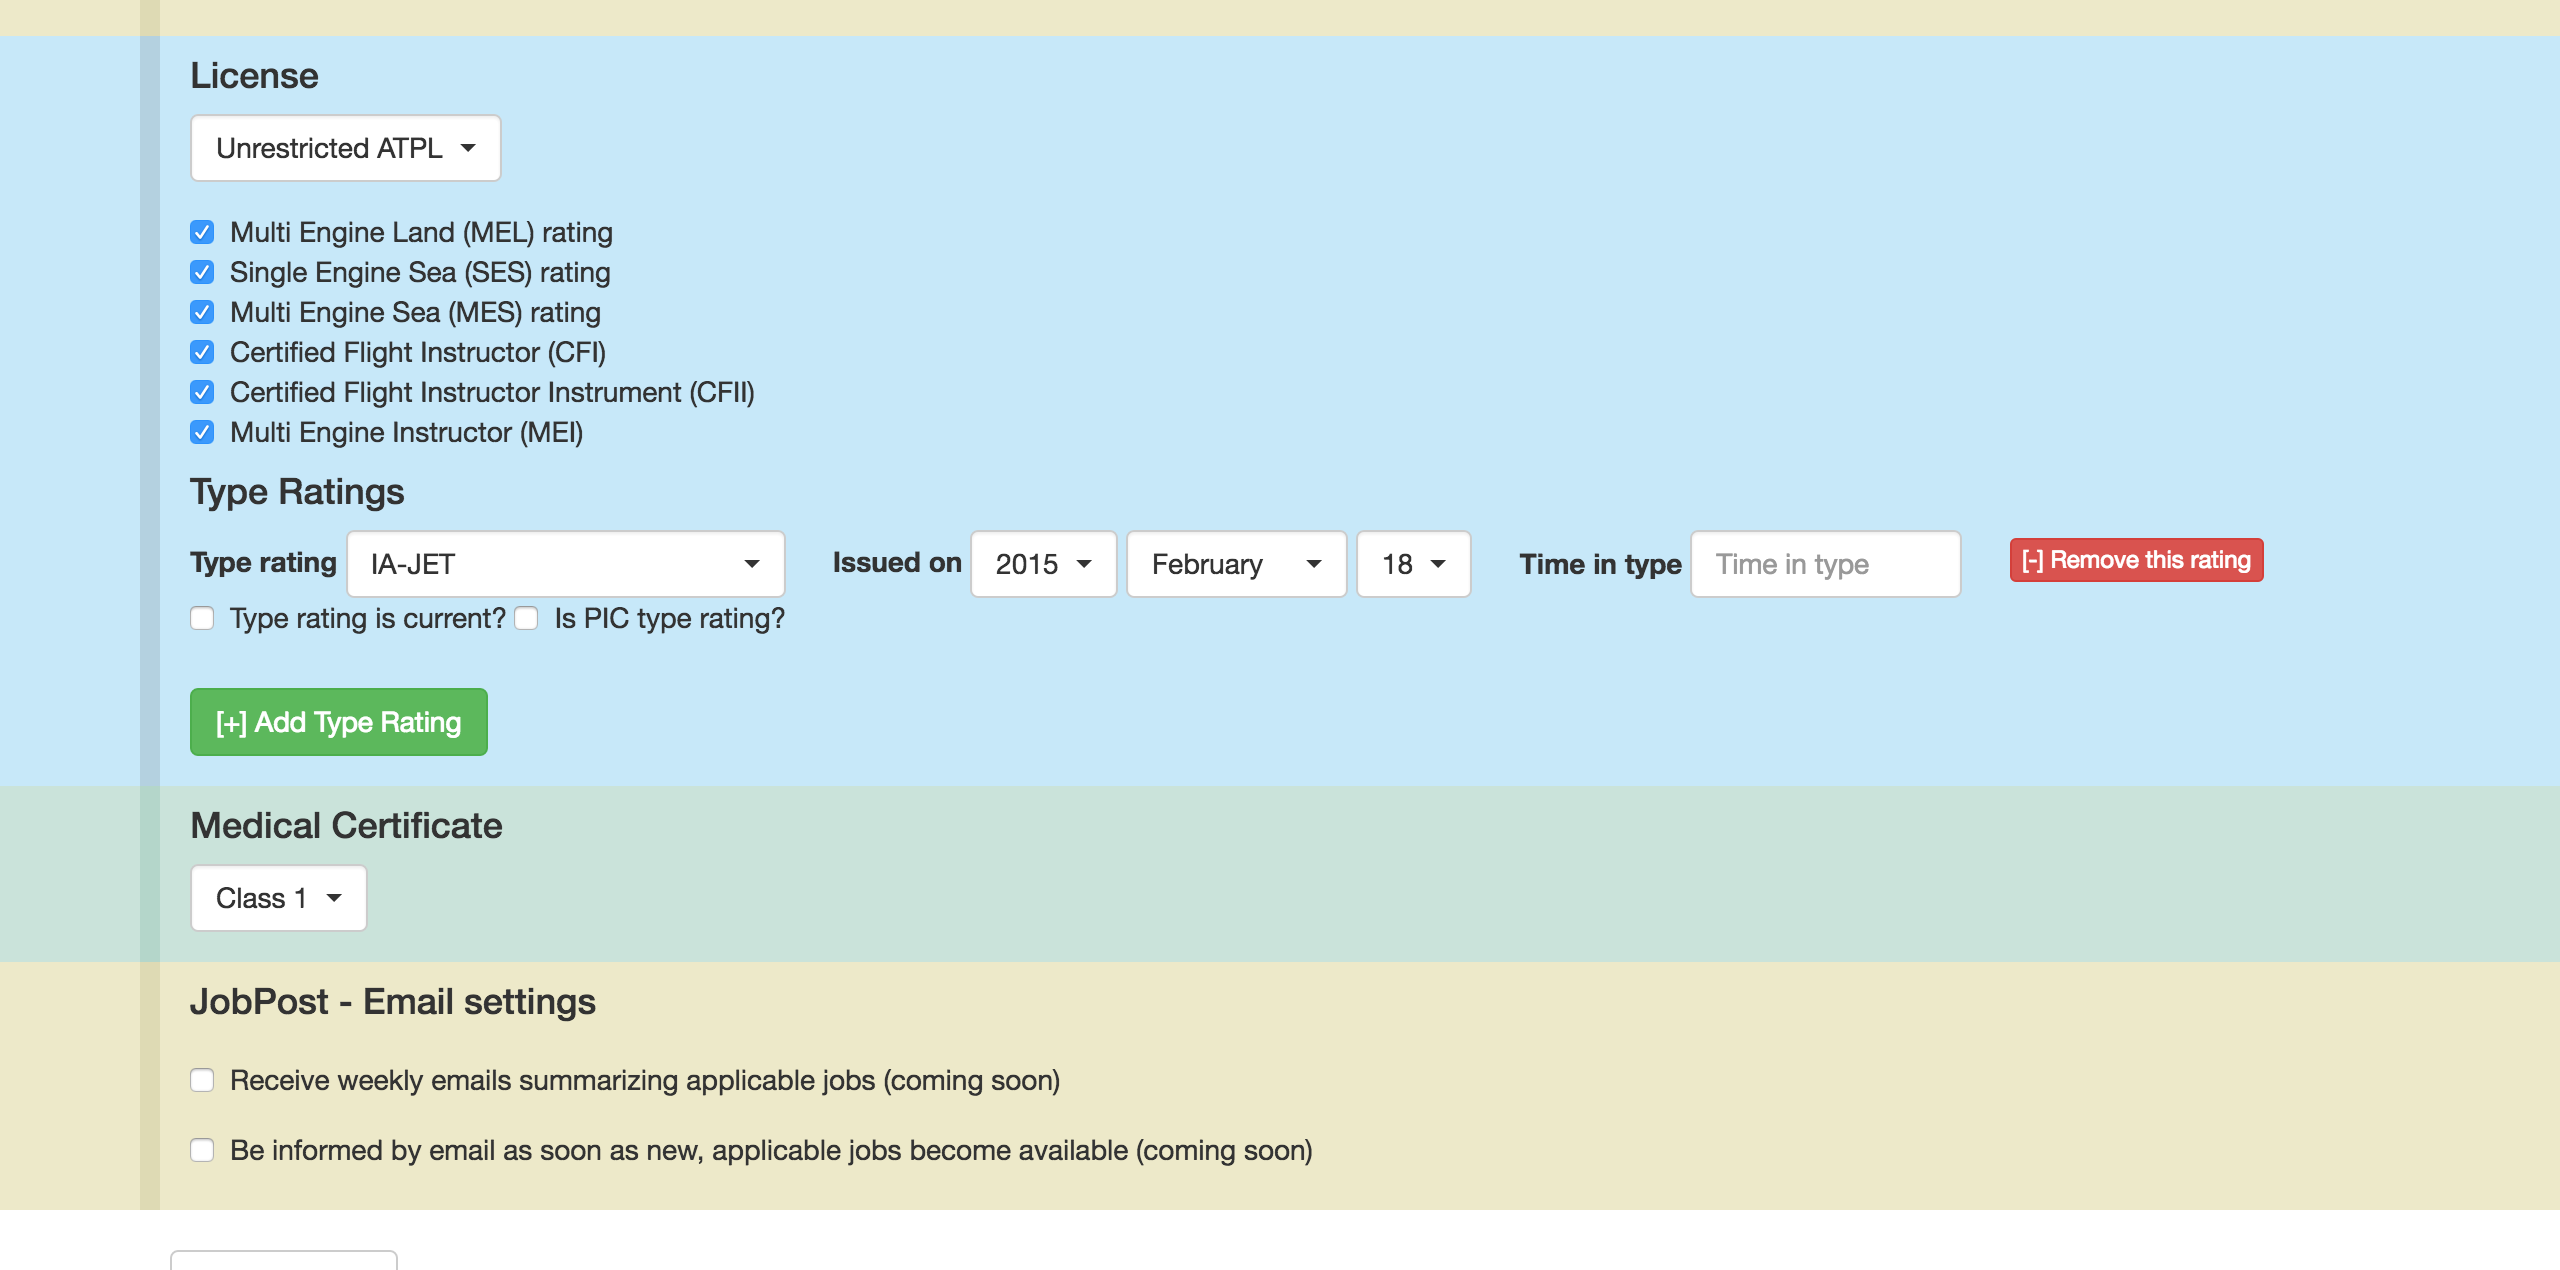 License
Unrestricted ATPL
Multi Engine Land (MEL) rating
Single Engine Sea (SES) rating
Multi Engine Sea (MES) rating
Certified Flight Instructor (CFI)
Certified Flight Instructor Instrument (CFII)
Multi Engine Instructor (MEI)
Type Ratings
Type rating IA-JET Issued on 2015 February 18 Time in type Time in type [-] Remove this rating
Type rating is current? Is PIC type rating?
[+] Add Type Rating
Medical Certificate
Class 1
JobPost - Email settings
Receive weekly emails summarizing applicable jobs (coming soon)
Be informed by email as soon as new, applicable jobs become available (coming soon)